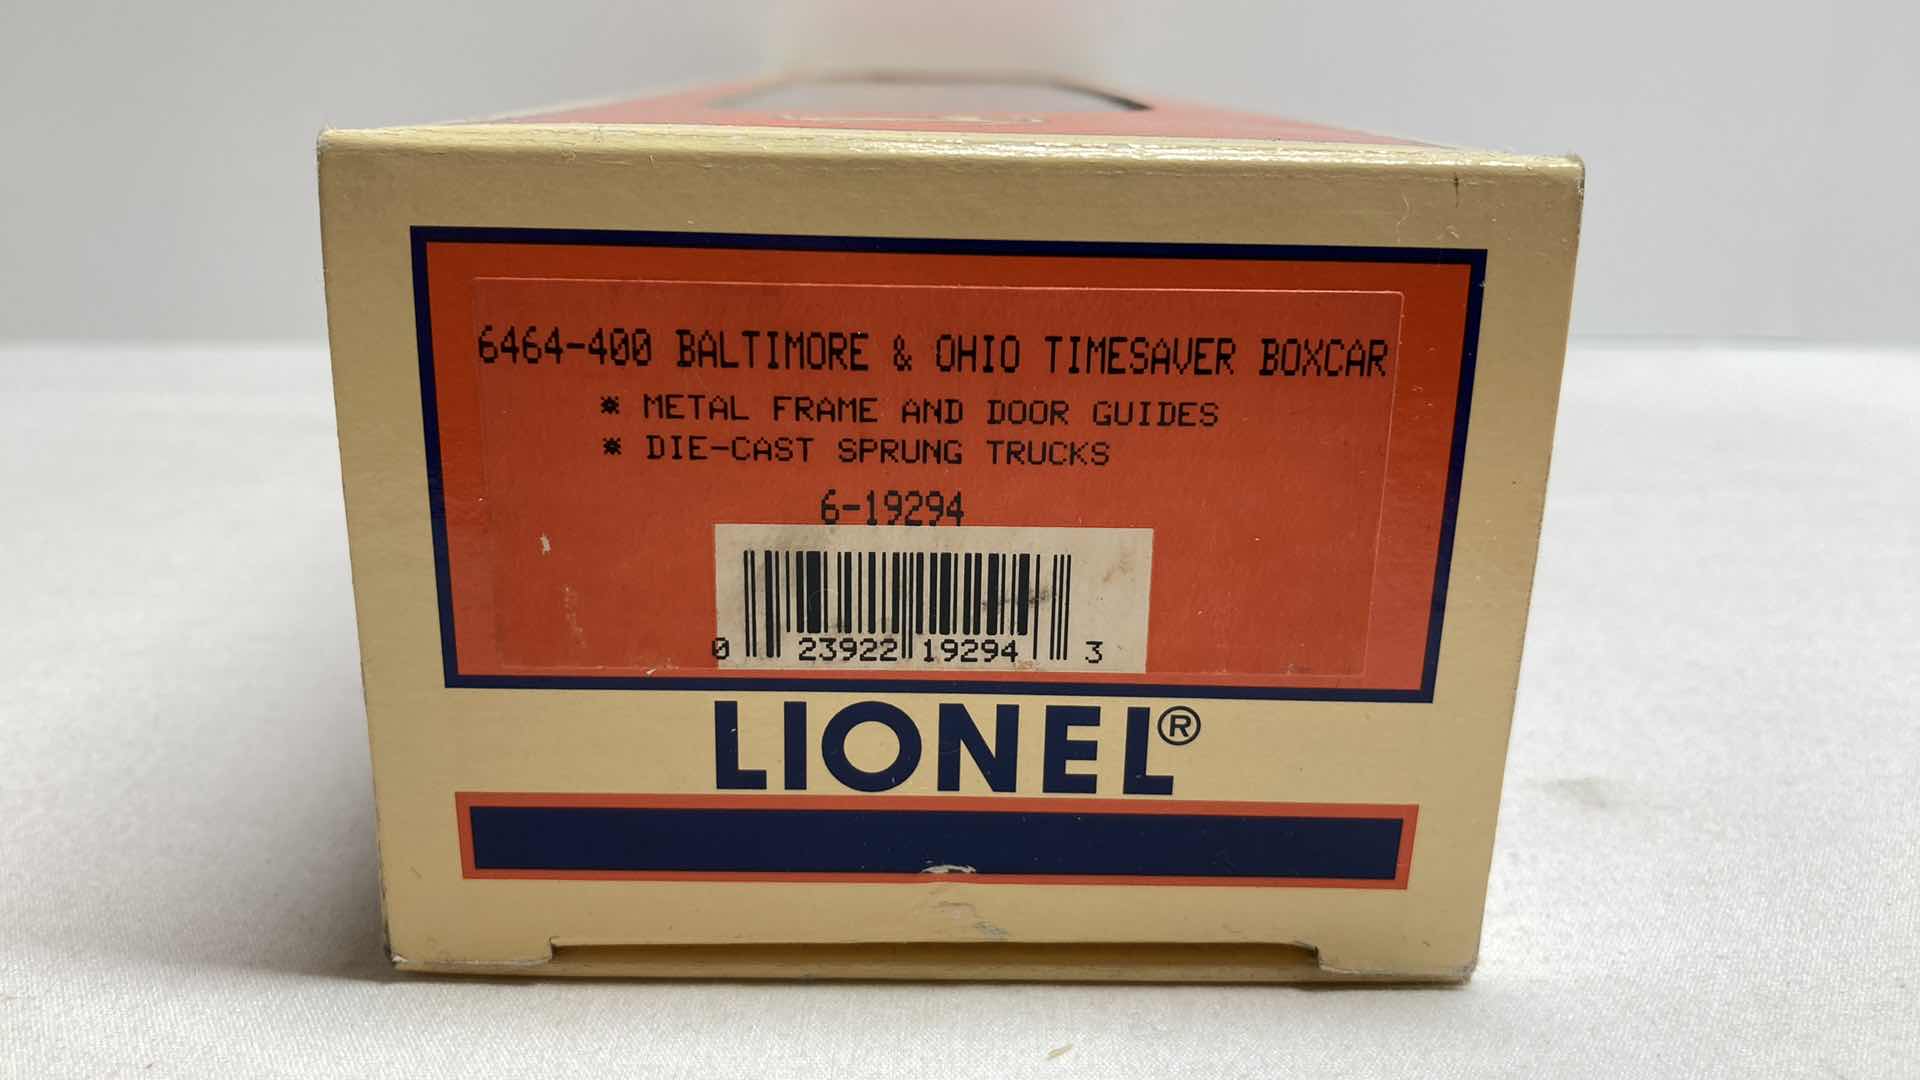 6464-400 BALTIMORE & OHIO TIMESAVER BOXCAR
* METAL FRAME AND DOOR GUIDES
* DIE-CAST SPRUNG TRUCKS
6-19294
0 23922 19294 3
LIONEL®